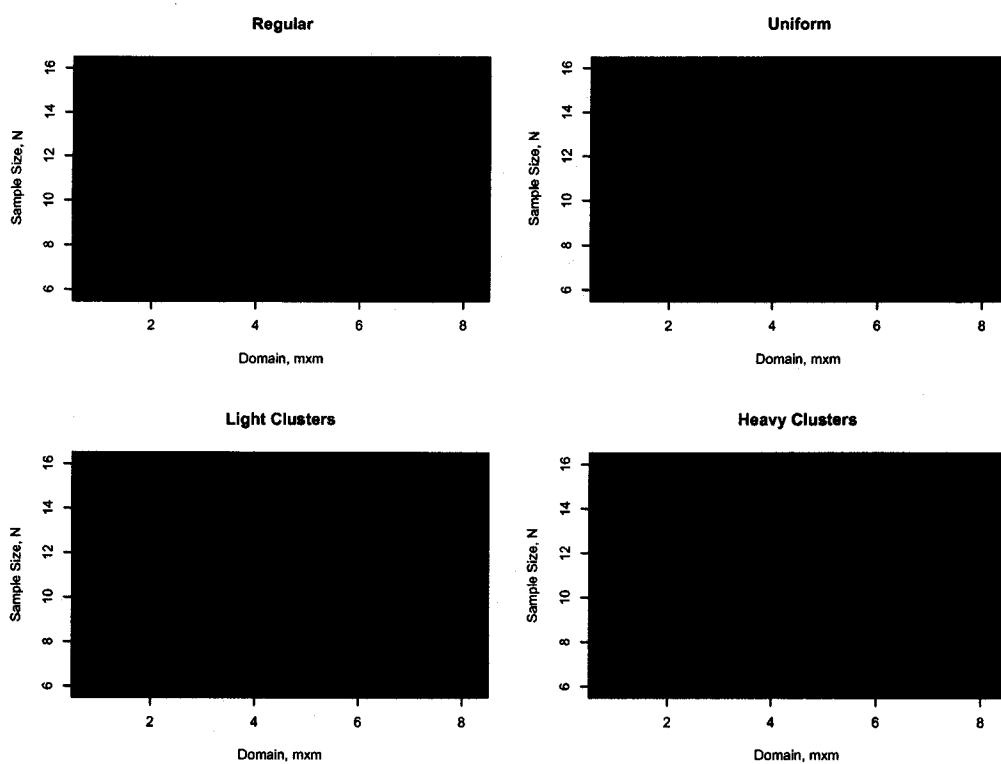 Regular
Sample Size, N
16
14
12
10
8
6
2 4 6 8
Domain, mxm
Uniform
Sample Size, N
16
14
12
10
8
6
2 4 6 8
Domain, mxm
Light Clusters
Sample Size, N
16
14
12
10
8
6
2 4 6 8
Domain, mxm
Heavy Clusters
Sample Size, N
16
14
12
10
8
6
2 4 6 8
Domain, mxm